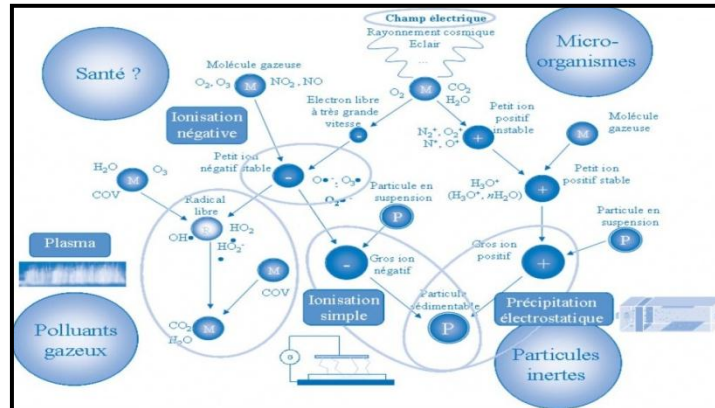 Champ électrique
Rayonnement cosmique
Eclair
...
Santé ?
Micro-
organismes
Molécule gazeuse
O₂, O₃
M
NO₂, NO
O₂
M
CO₂
H₂O
Ionisation
négative
Electron libre
à très grande
vitesse
-
Petit ion
positif
instable
N₂⁺, O₂⁺
N⁺, O⁺
+
Molécule
gazeuse
M
Petit ion
négatif stable
-
O•⁻; O₃•
O₂•⁻
H₂O
O₃
M
COV
Particule en
suspension
P
Petit ion
positif stable
H₃O⁺
(H₃O⁺, nH₂O)
+
Radical
libre
OH•
HO₂
HO₂⁻
Particule en
suspension
P
Plasma
M
COV
-
Gros ion
négatif
Gros ion
positif
+
Ionisation
simple
Particule
sédimentable
P
Précipitation
électrostatique
Polluants
gazeux
CO₂
H₂O
M
Particules
inertes